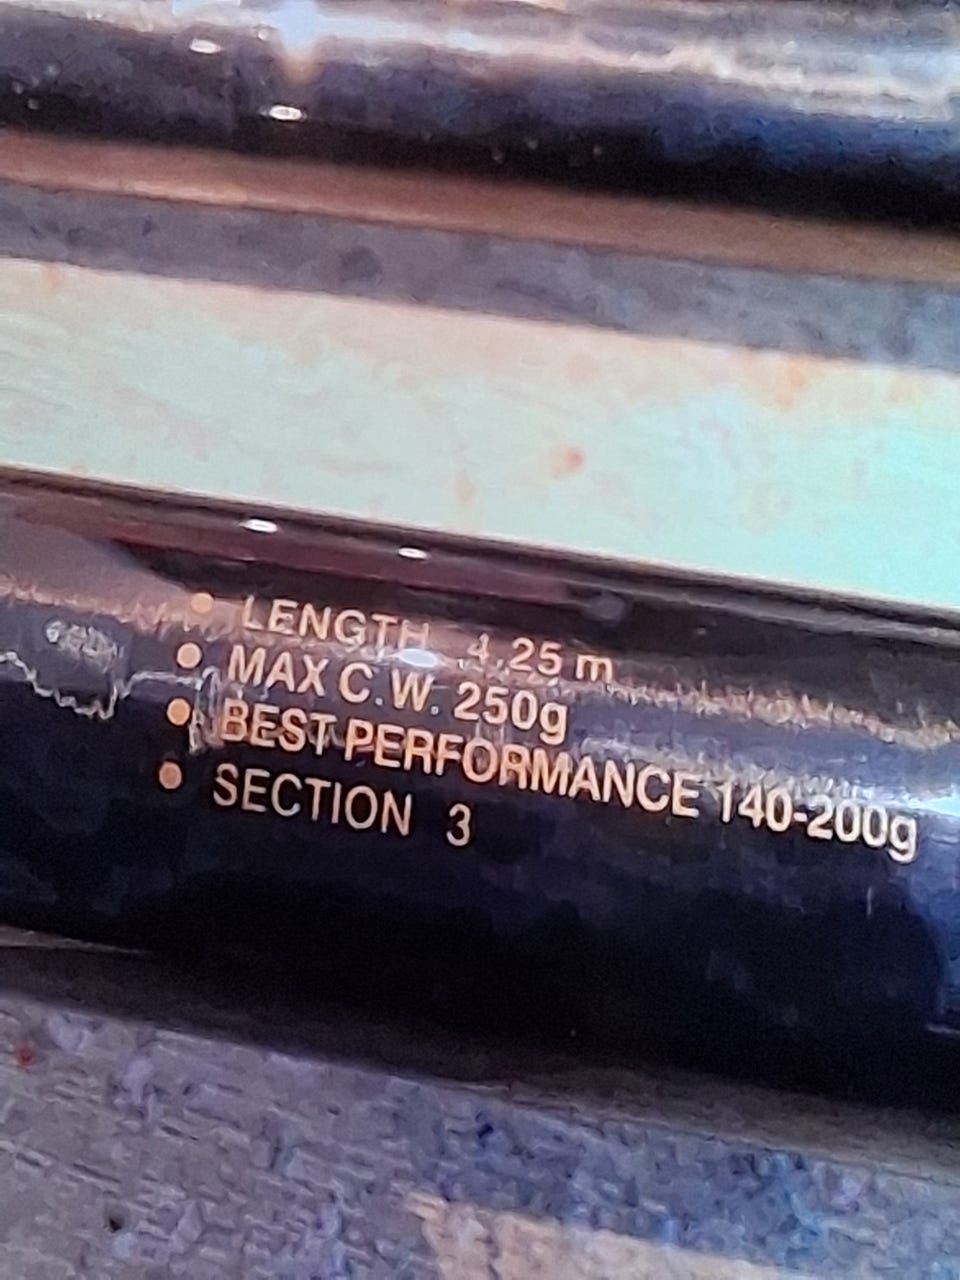 • LENGTH 4.25 m
• MAX C.W. 250g
• BEST PERFORMANCE 140-200g
• SECTION 3